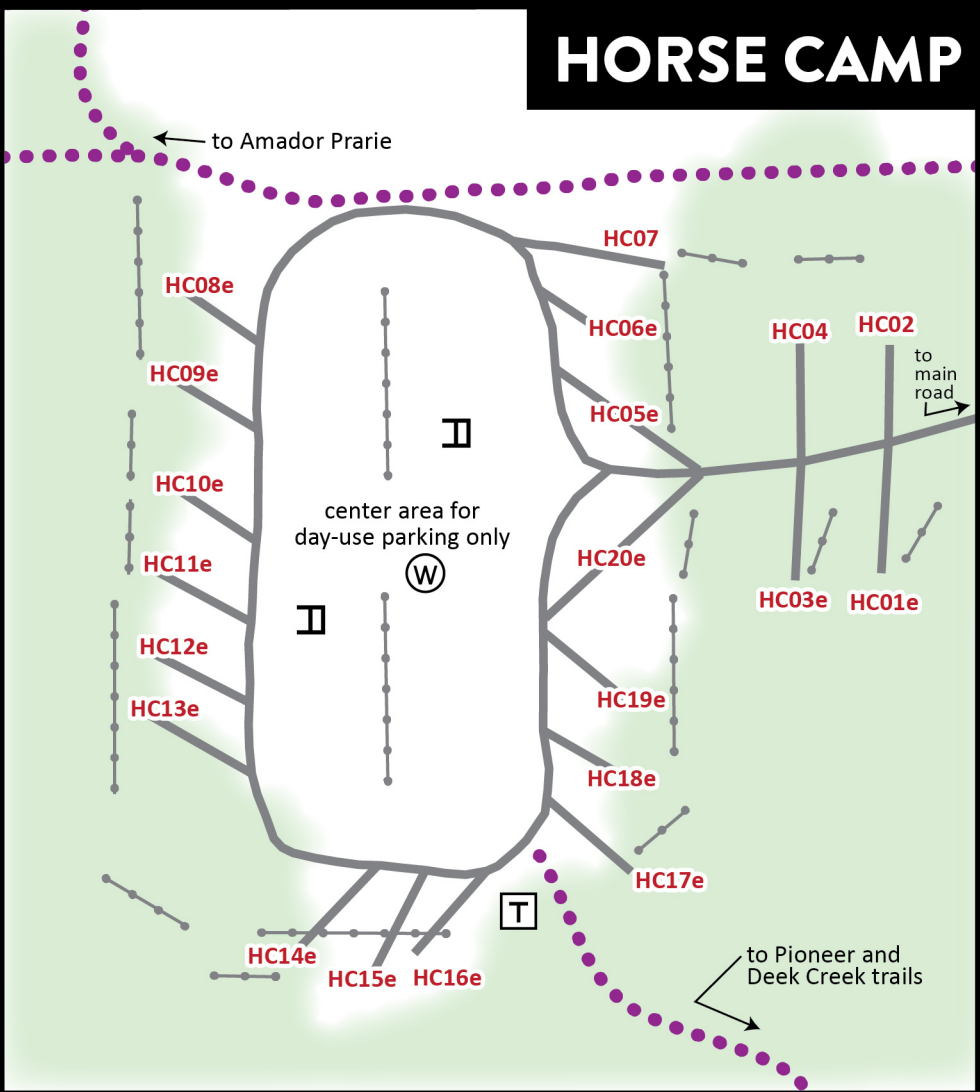 HORSE CAMP
to Amador Prarie
HC07
HC08e
HC06e
HC04
HC02
to
main
road
HC09e
HC05e
HC10e
center area for
day-use parking only
W
HC11e
HC20e
HC03e
HC01e
HC12e
HC19e
HC13e
HC18e
HC17e
T
HC14e
HC15e
HC16e
to Pioneer and
Deek Creek trails